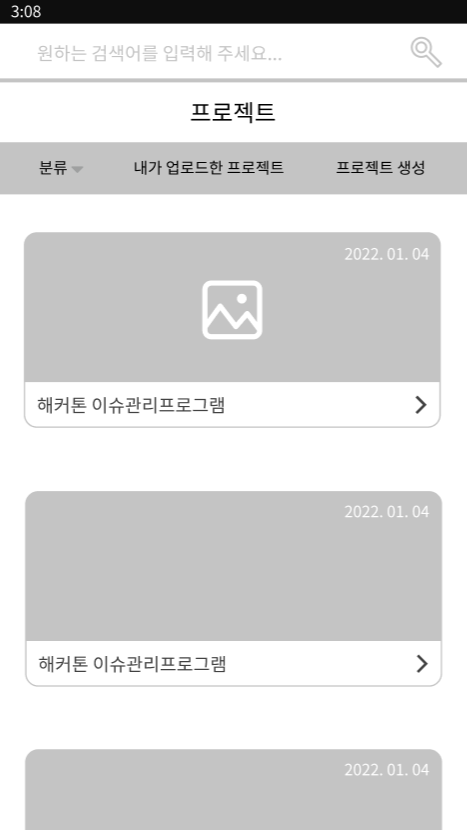 3:08
원하는 검색어를 입력해 주세요...
프로젝트
분류 내가 업로드한 프로젝트 프로젝트 생성
2022. 01. 04
해커톤 이슈관리프로그램
2022. 01. 04
해커톤 이슈관리프로그램
2022. 01. 04